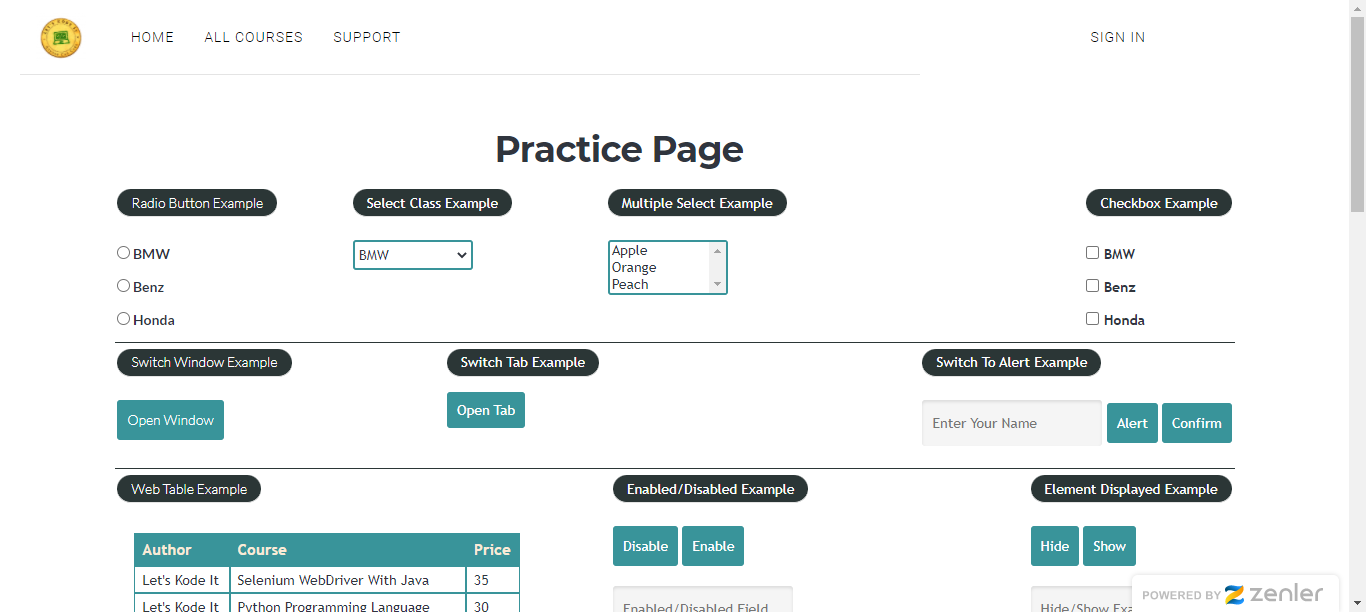 HOME ALL COURSES SUPPORT SIGN IN
Practice Page
Radio Button Example Select Class Example Multiple Select Example Checkbox Example
BMW BMW Apple BMW
Orange
Peach
Benz Benz
Honda Honda
Switch Window Example Switch Tab Example Switch To Alert Example
Open Window Open Tab Enter Your Name Alert Confirm
Web Table Example Enabled/Disabled Example Element Displayed Example
Disable Enable Hide Show
Author Course Price
Let's Kode It Selenium WebDriver With Java 35
Let's Kode It Python Programming Language 30
Enabled/Disabled Field Hide/Show
POWERED BY zenler